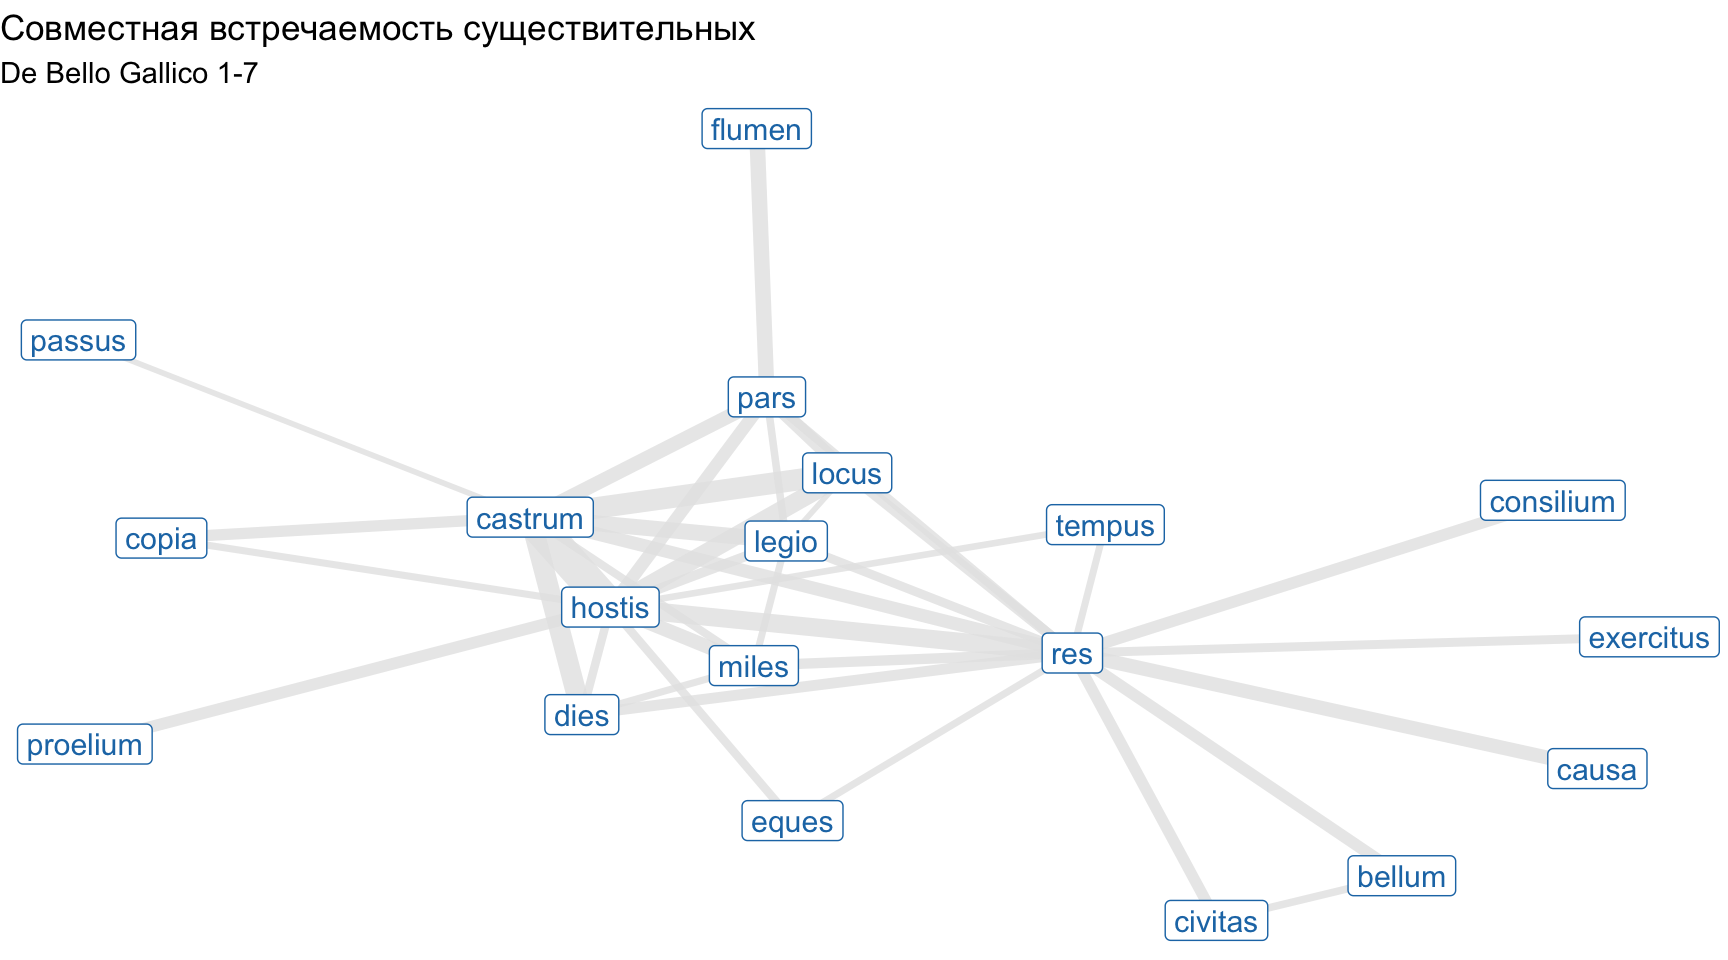 Совместная встречаемость существительных
De Bello Gallico 1-7
flumen
passus
pars
locus
consilium
castrum
tempus
copia
legio
hostis
exercitus
res
miles
dies
proelium
causa
eques
bellum
civitas